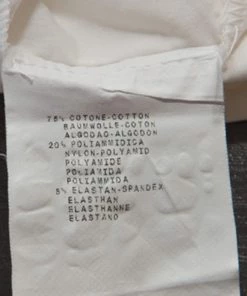 75% COTONE-COTTON
BAUMWOLLE-COTON
ALGODAO-ALGODON
20% POLIAMMIDICA
NYLON-POLYAMID
POLYAMIDE
POLIAMIDA
POLIAMMIDA
5% ELASTAN-SPANDEX
ELASTHAN
ELASTHANNE
ELASTANO